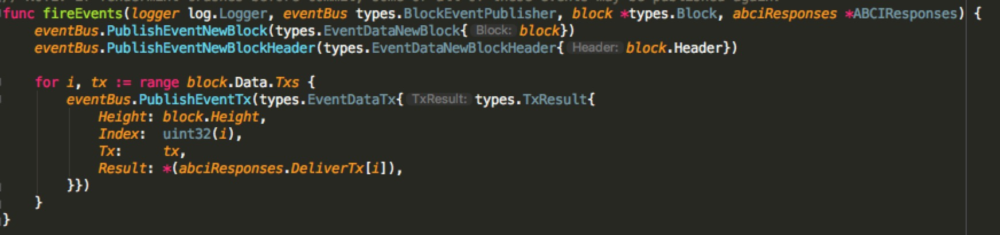 func fireEvents(logger log.Logger, eventBus types.BlockEventPublisher, block *types.Block, abciResponses *ABCIResponses) {
    eventBus.PublishEventNewBlock(types.EventDataNewBlock{ Block: block})
    eventBus.PublishEventNewBlockHeader(types.EventDataNewBlockHeader{ Header: block.Header})

    for i, tx := range block.Data.Txs {
        eventBus.PublishEventTx(types.EventDataTx{ TxResult: types.TxResult{
            Height: block.Height,
            Index:  uint32(i),
            Tx:     tx,
            Result: *(abciResponses.DeliverTx[i]),
        }})
    }
}